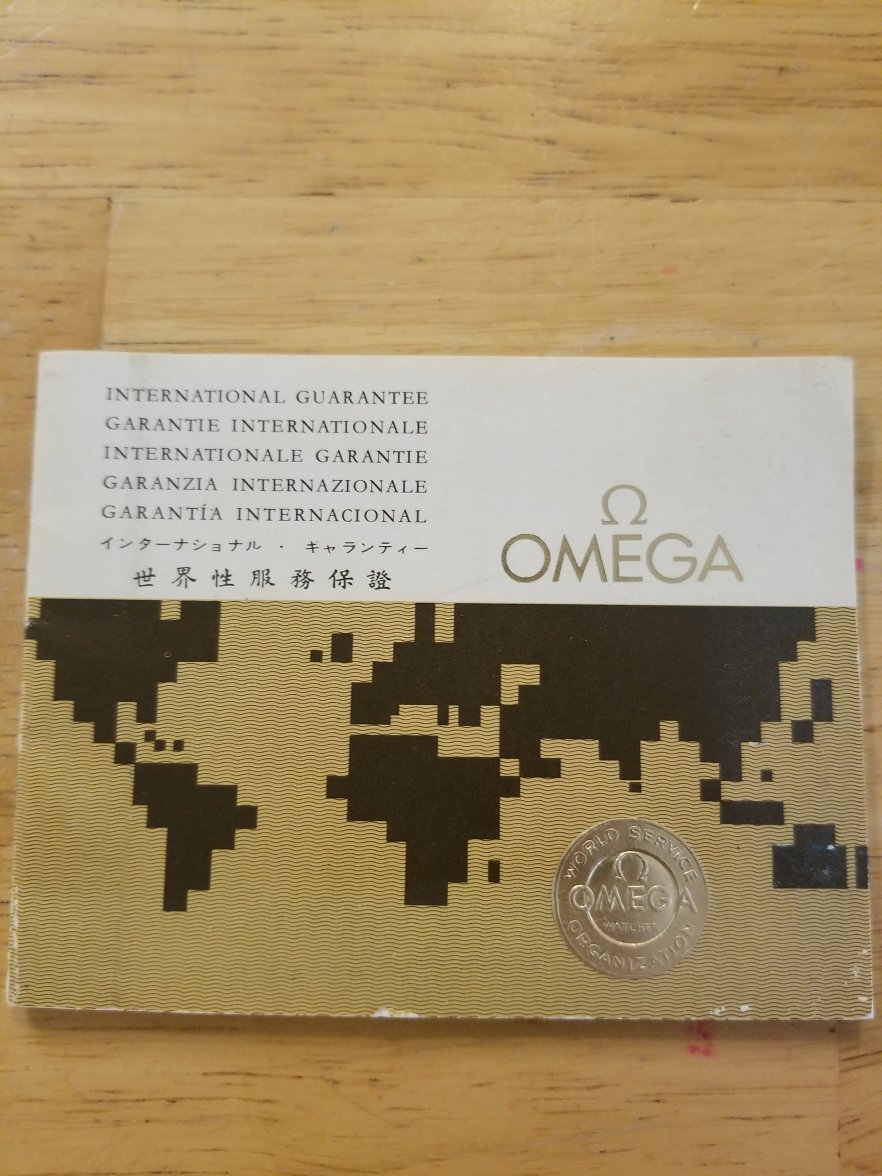 INTERNATIONAL GUARANTEE
GARANTIE INTERNATIONALE
INTERNATIONALE GARANTIE
GARANZIA INTERNAZIONALE
GARANTÍA INTERNACIONAL
インターナショナル ・ ギャランティー
世界性服務保證
Ω
OMEGA
WORLD SERVICE
Ω
OMEGA
WATCHES
ORGANIZATION